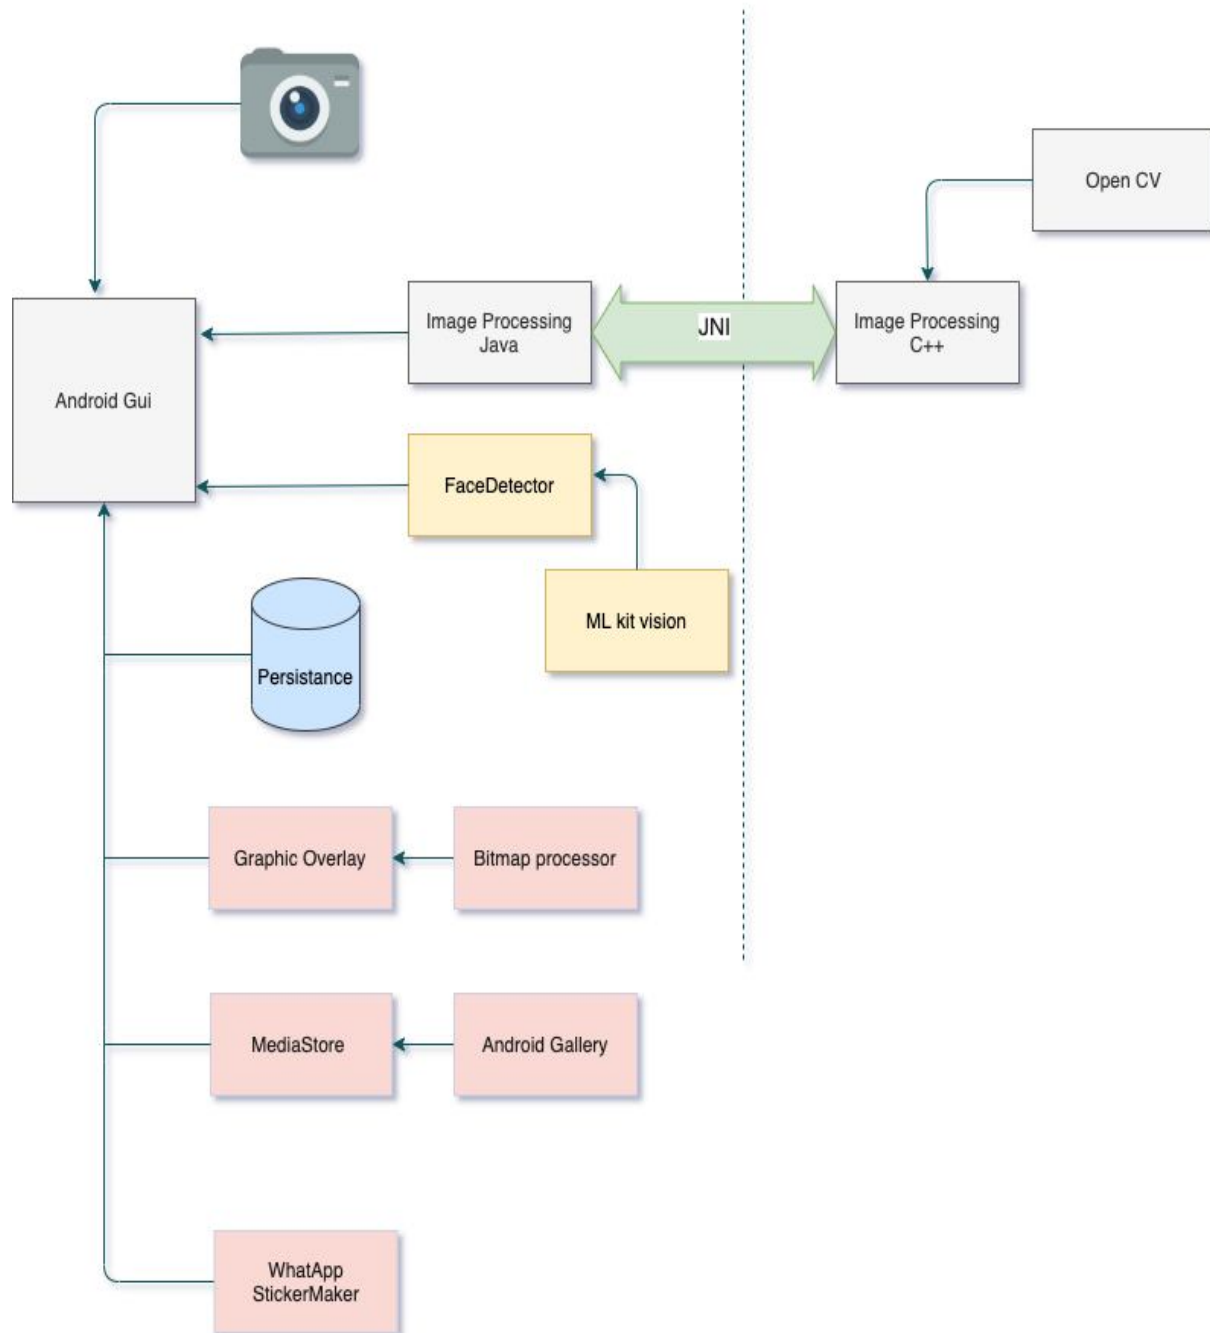 Open CV
Image Processing
Java
JNI
Image Processing
C++
Android Gui
FaceDetector
ML kit vision
Persistance
Graphic Overlay
Bitmap processor
MediaStore
Android Gallery
WhatApp
StickerMaker